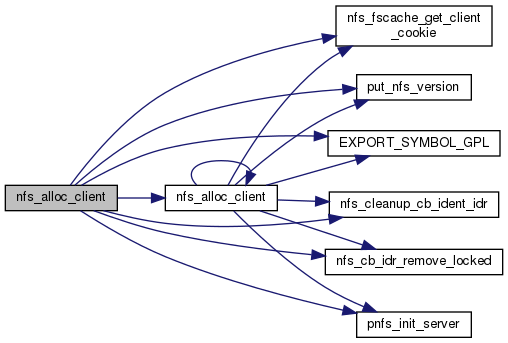 nfs_fscache_get_client
_cookie
put_nfs_version
EXPORT_SYMBOL_GPL
nfs_alloc_client
nfs_alloc_client
nfs_cleanup_cb_ident_idr
nfs_cb_idr_remove_locked
pnfs_init_server